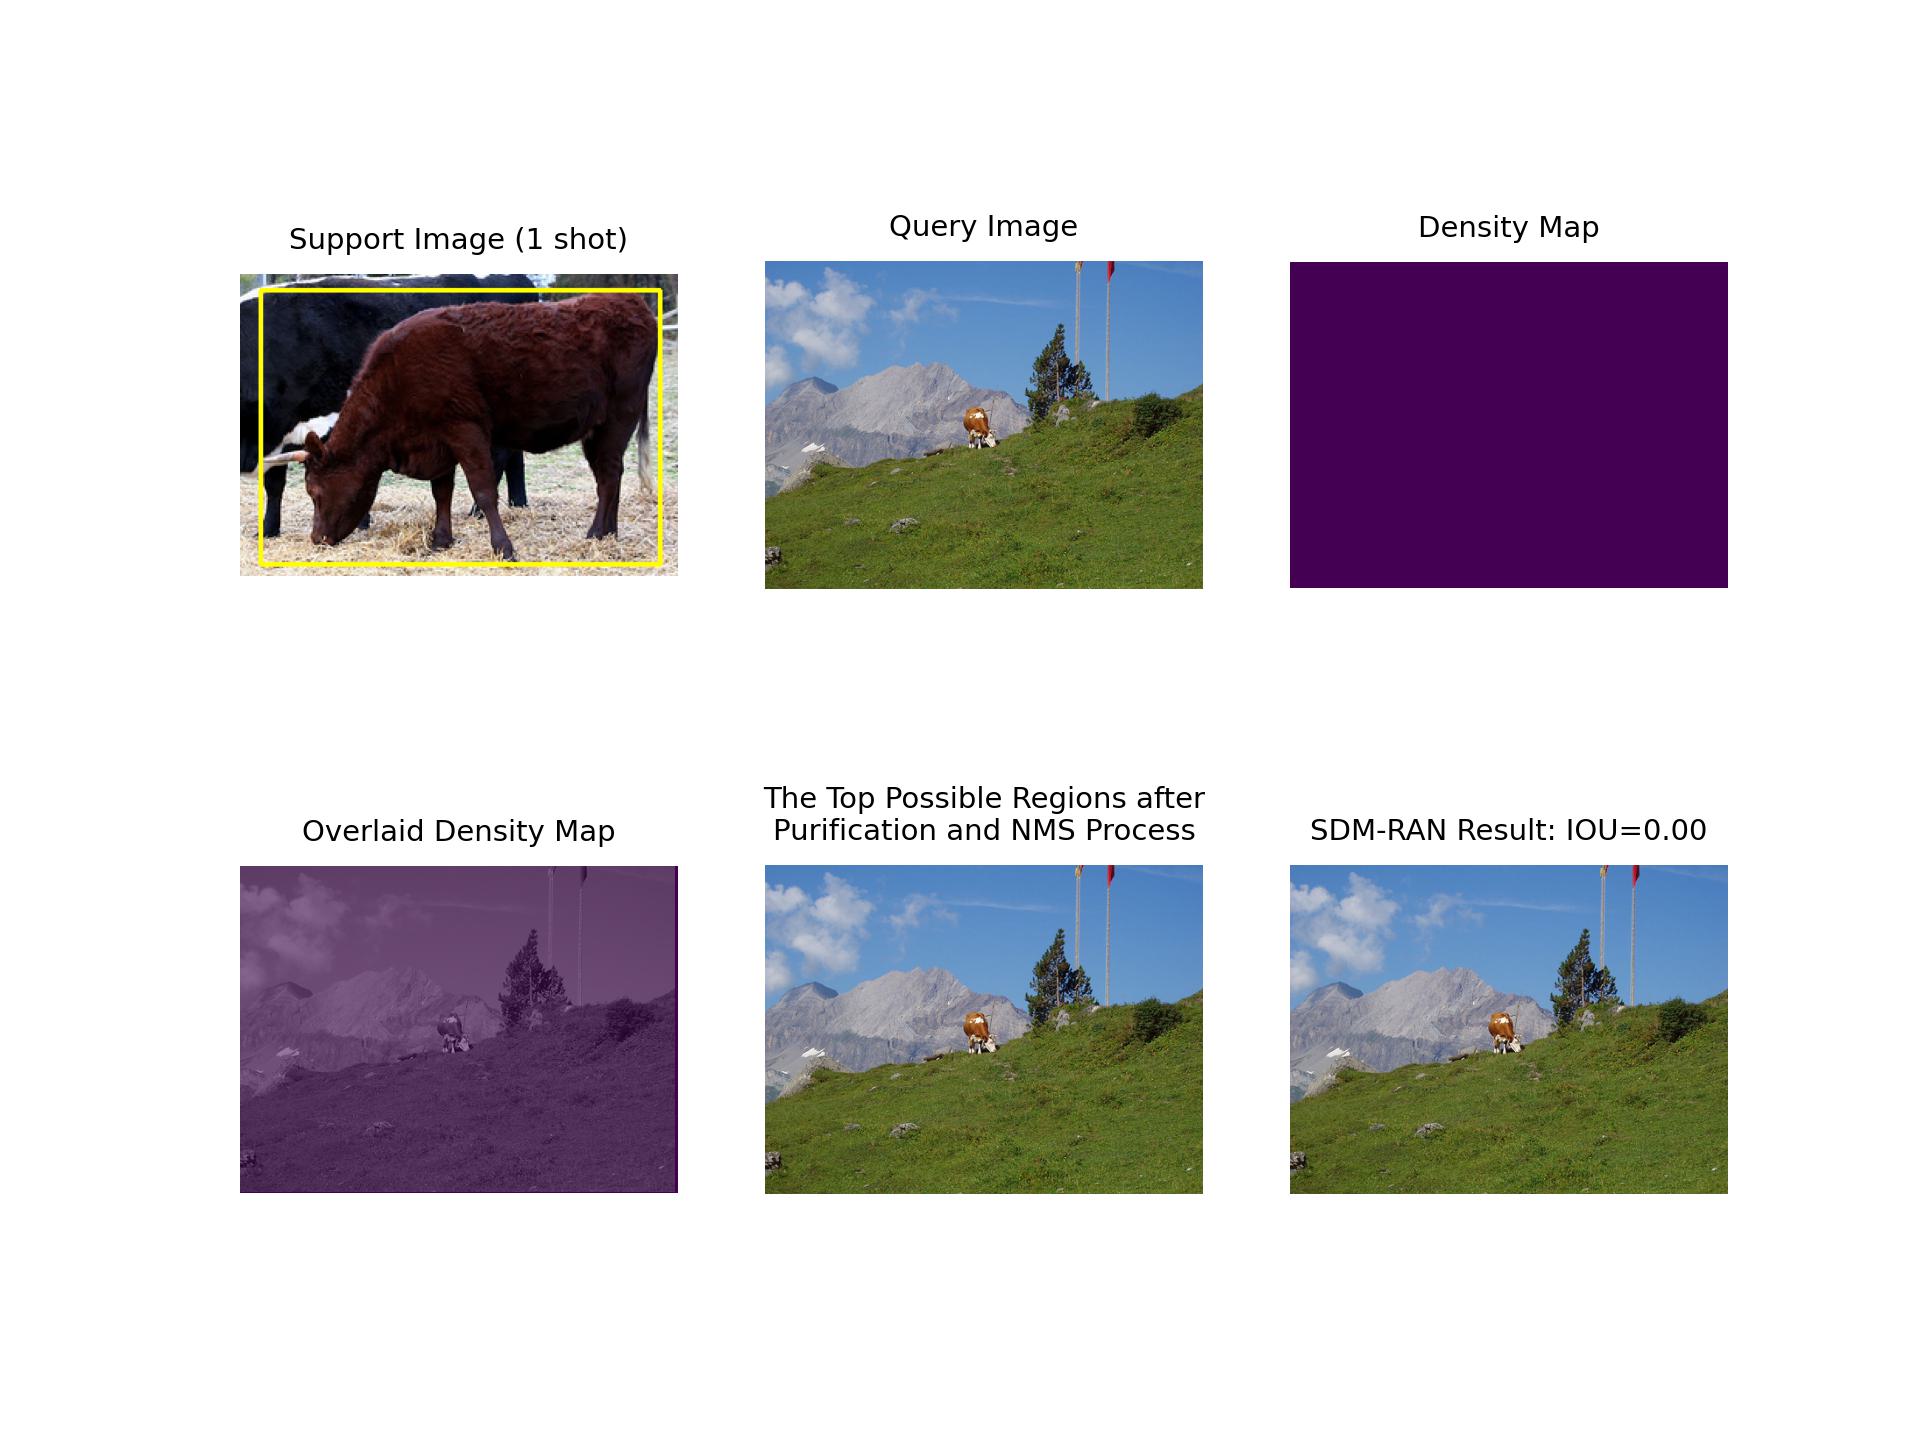 Support Image (1 shot)
Query Image
Density Map
Overlaid Density Map
The Top Possible Regions after
Purification and NMS Process
SDM-RAN Result: IOU=0.00